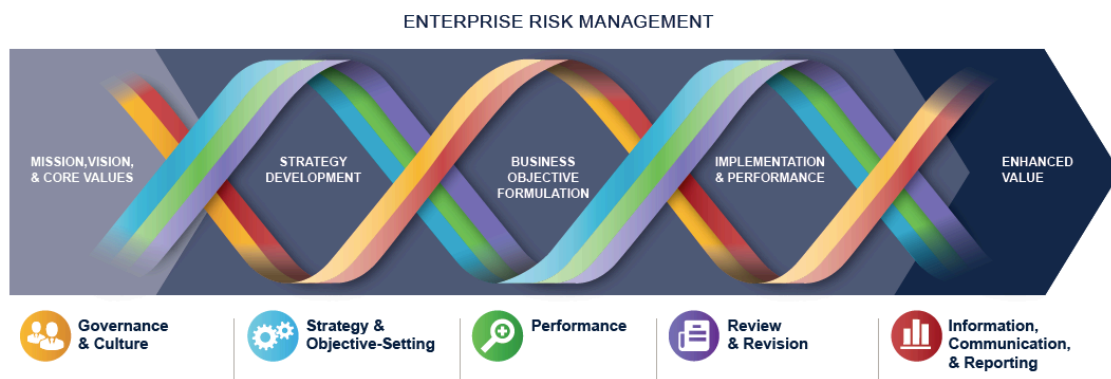 ENTERPRISE RISK MANAGEMENT
MISSION,VISION,
& CORE VALUES
STRATEGY
DEVELOPMENT
BUSINESS
OBJECTIVE
FORMULATION
IMPLEMENTATION
& PERFORMANCE
ENHANCED
VALUE
Governance
& Culture
Strategy &
Objective-Setting
Performance
Review
& Revision
Information,
Communication,
& Reporting